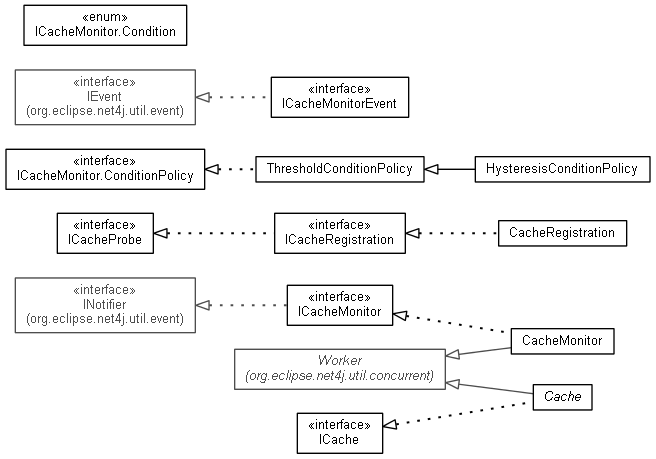 «enum»
ICacheMonitor.Condition
«interface»
IEvent
(org.eclipse.net4j.util.event)
«interface»
ICacheMonitorEvent
«interface»
ICacheMonitor.ConditionPolicy
ThresholdConditionPolicy
HysteresisConditionPolicy
«interface»
ICacheProbe
«interface»
ICacheRegistration
CacheRegistration
«interface»
INotifier
(org.eclipse.net4j.util.event)
«interface»
ICacheMonitor
CacheMonitor
Worker
(org.eclipse.net4j.util.concurrent)
Cache
«interface»
ICache